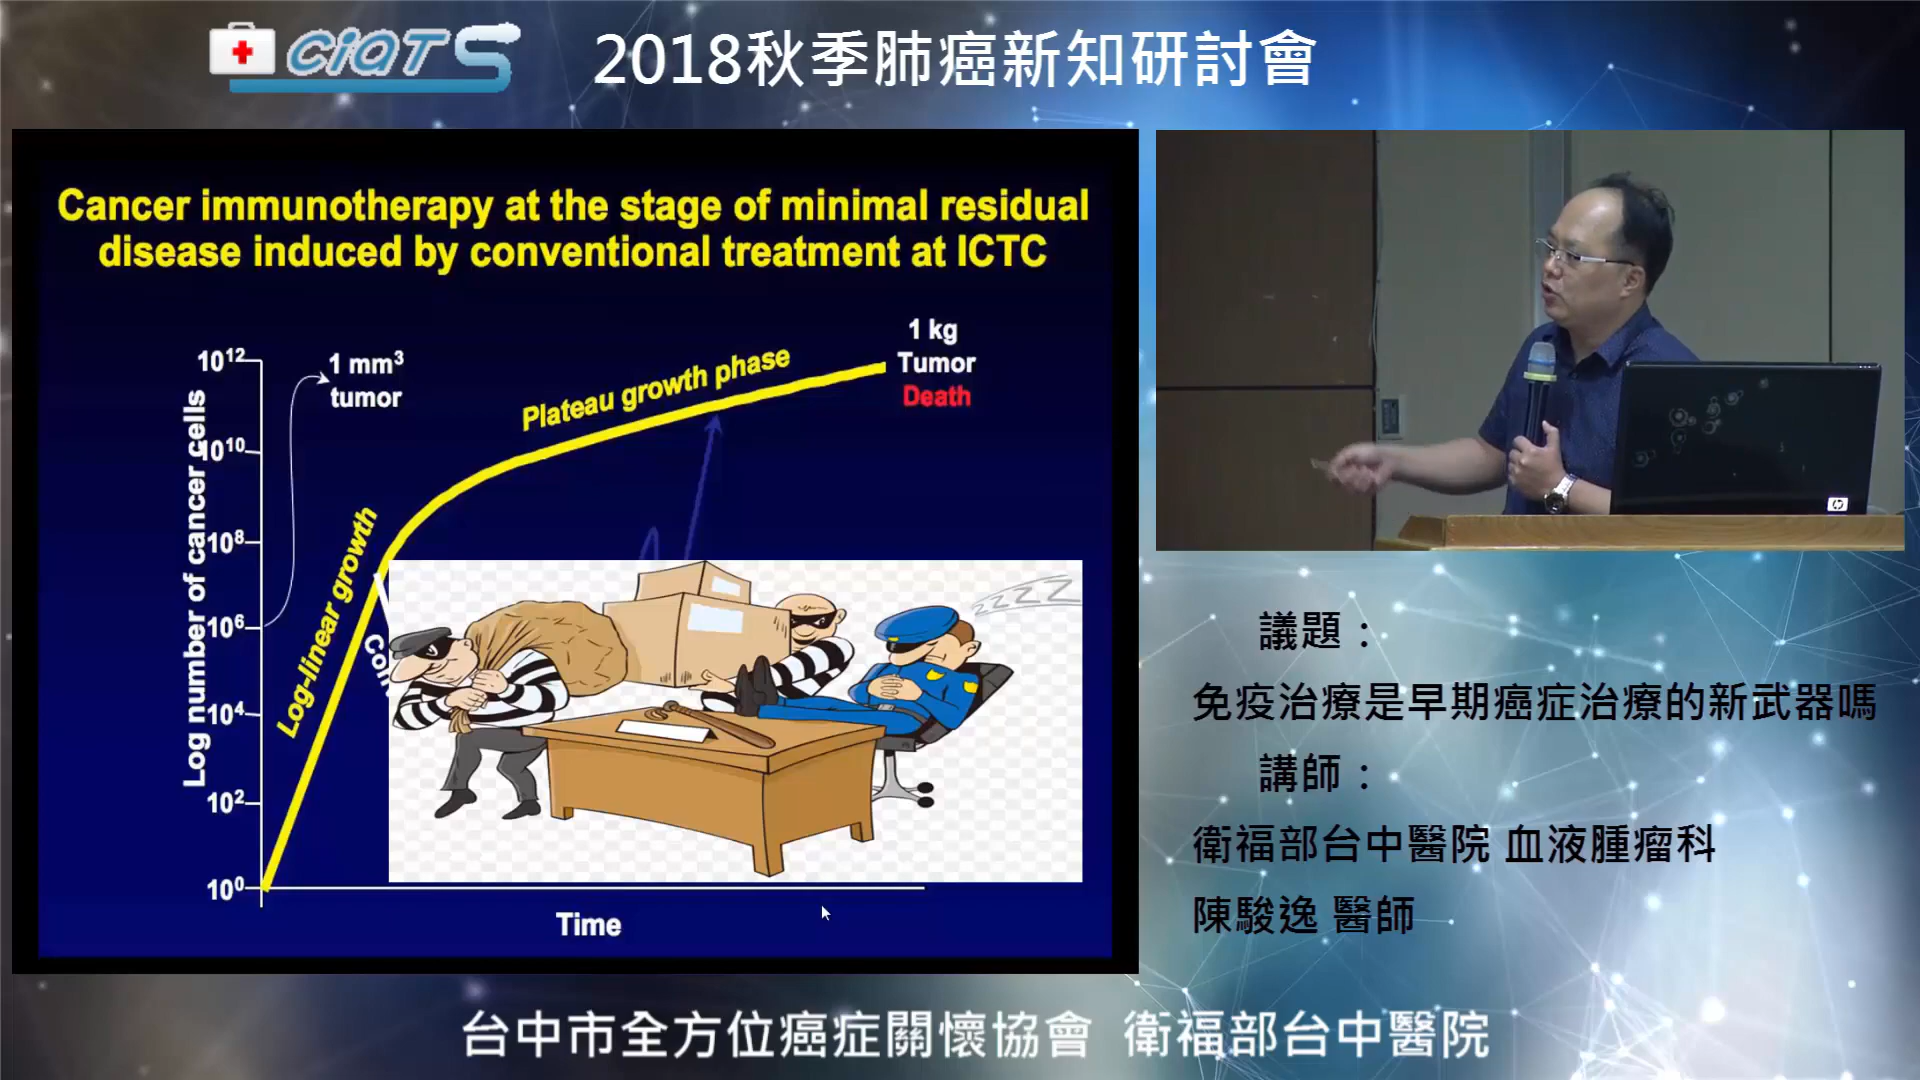 CiQTS
2018秋季肺癌新知研討會
Cancer immunotherapy at the stage of minimal residual
disease induced by conventional treatment at ICTC
1 kg
Tumor
Death
1 mm³
tumor
Plateau growth phase
Log-linear growth
Log number of cancer cells
10¹²
10¹⁰
10⁸
10⁶
10⁴
10²
10⁰
Time
zzzz
hp
議題：
免疫治療是早期癌症治療的新武器嗎
講師：
衛福部台中醫院 血液腫瘤科
陳駿逸 醫師
台中市全方位癌症關懷協會 衛福部台中醫院